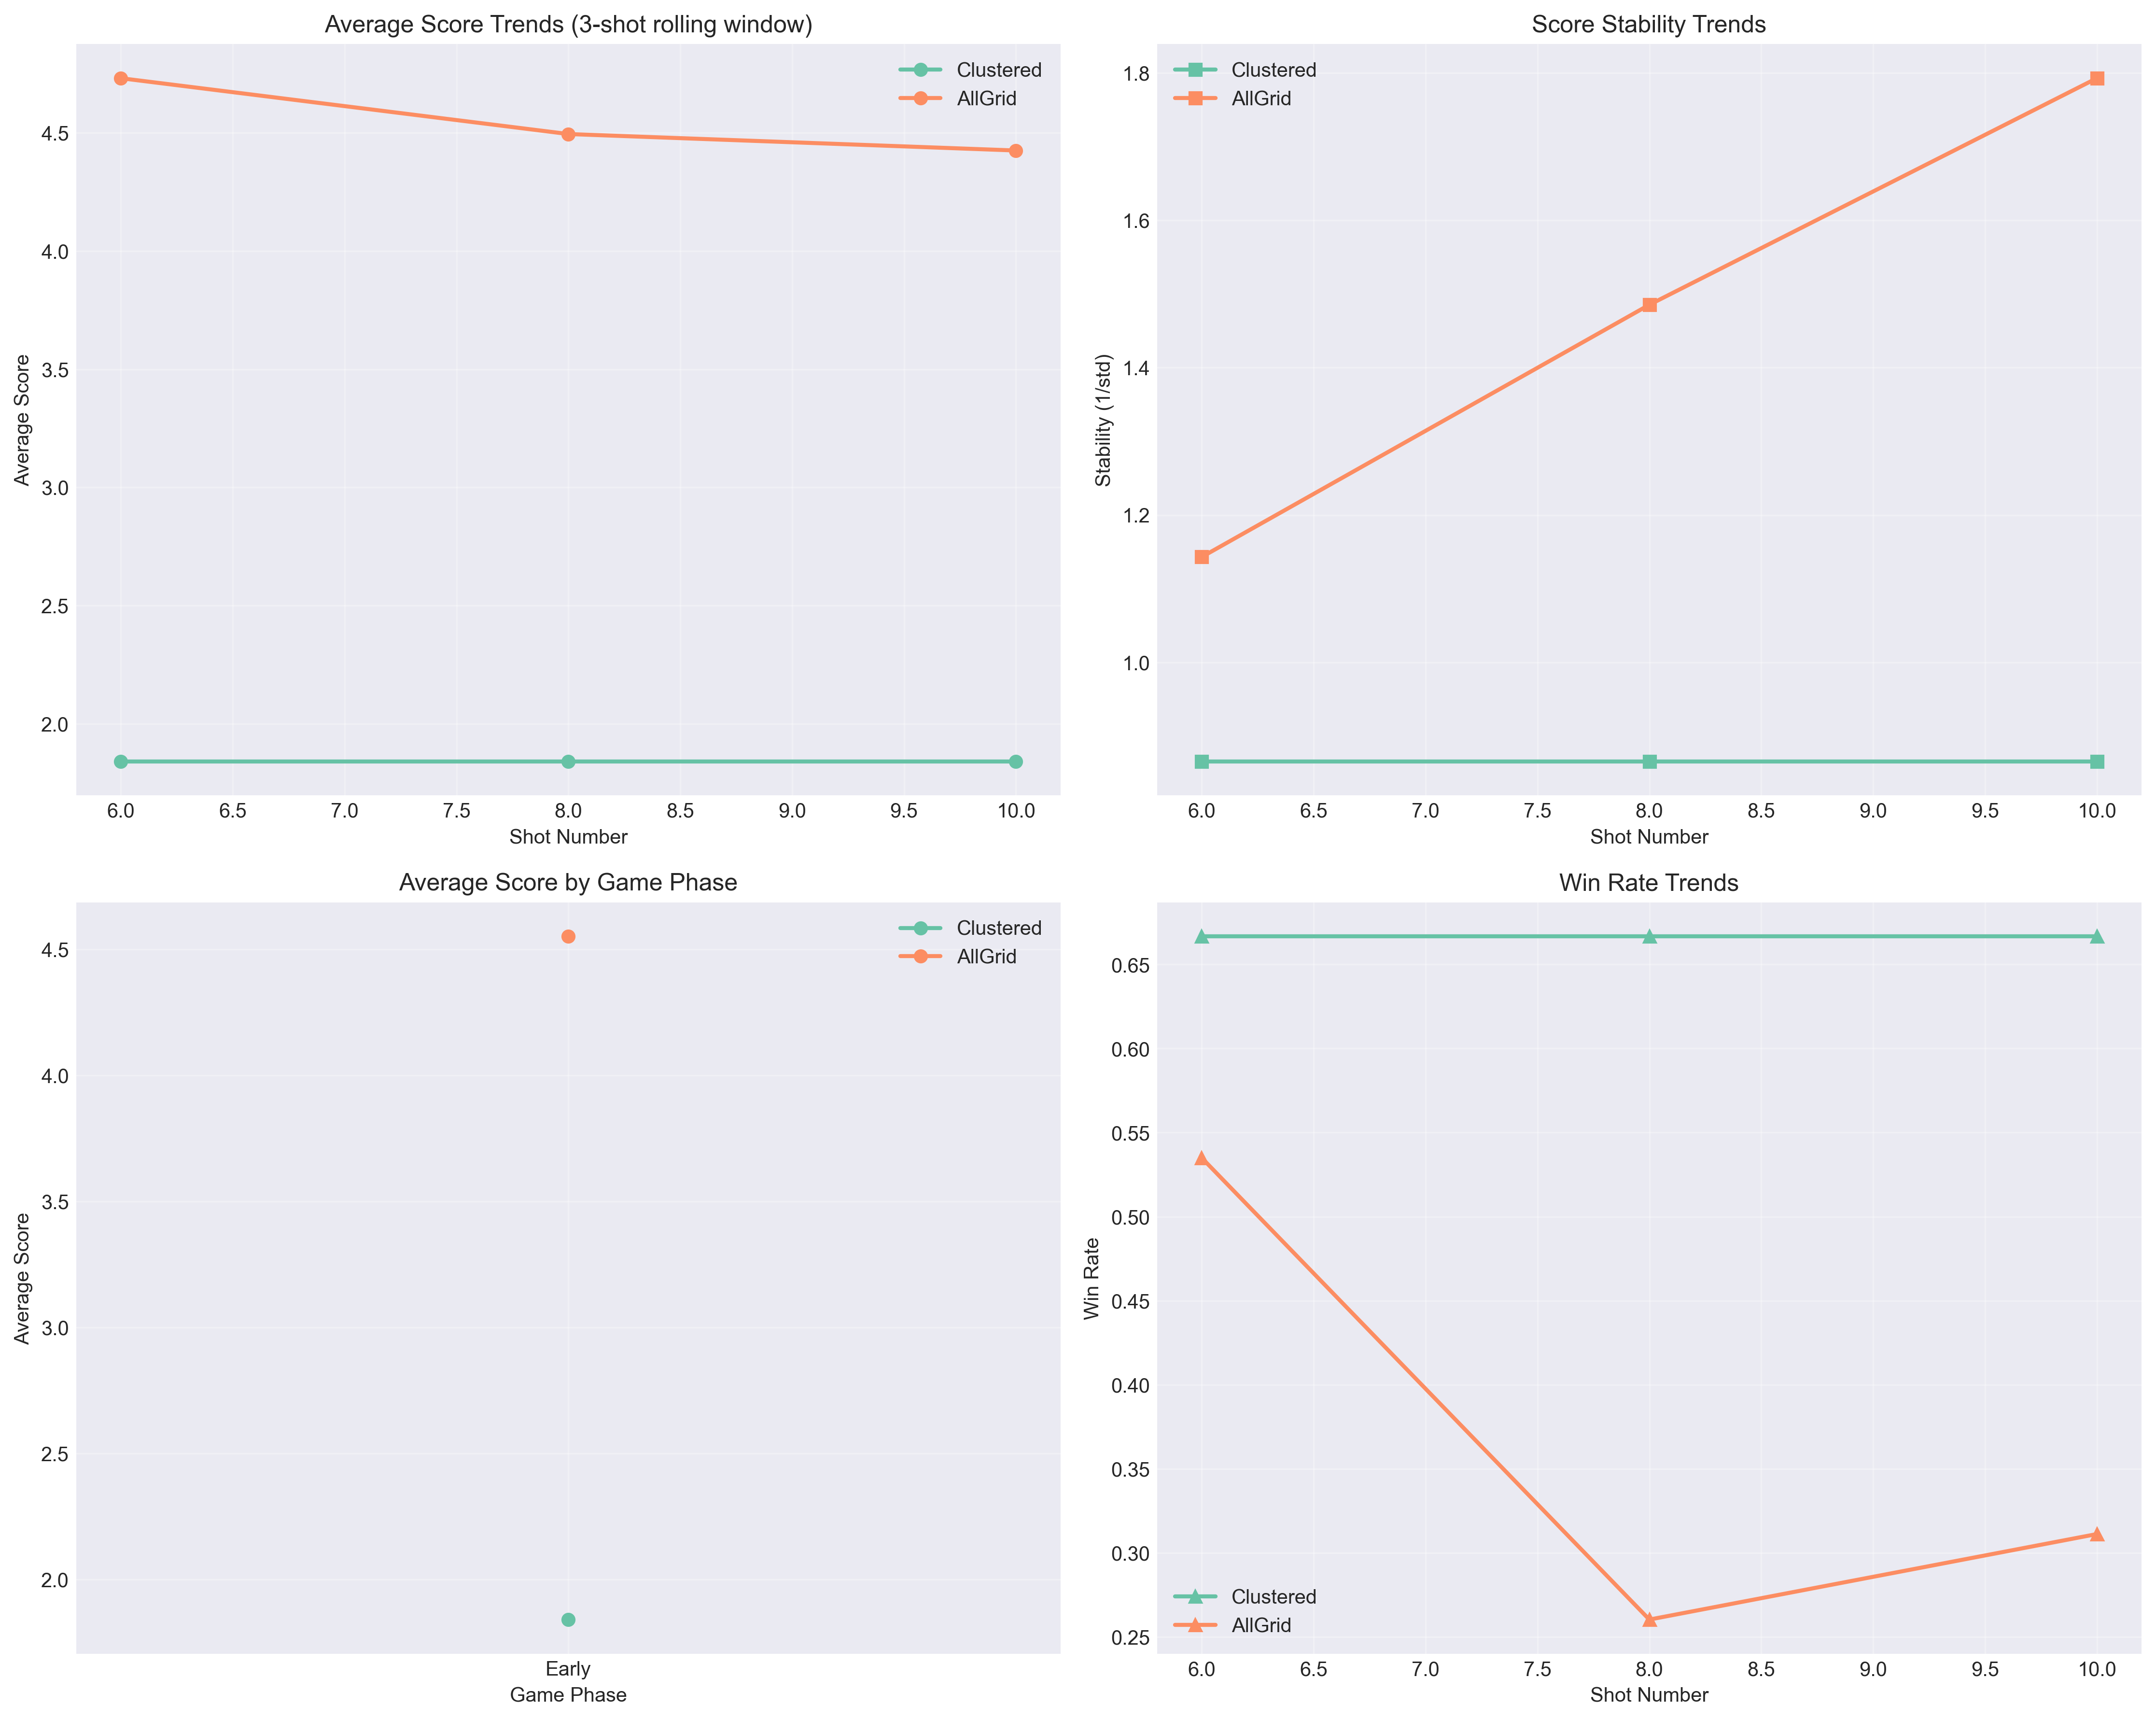 Average Score Trends (3-shot rolling window)
Clustered
AllGrid
Average Score
4.5
4.0
3.5
3.0
2.5
2.0
6.0 6.5 7.0 7.5 8.0 8.5 9.0 9.5 10.0
Shot Number
Score Stability Trends
Clustered
AllGrid
Stability (1/std)
1.8
1.6
1.4
1.2
1.0
6.0 6.5 7.0 7.5 8.0 8.5 9.0 9.5 10.0
Shot Number
Average Score by Game Phase
Clustered
AllGrid
Average Score
4.5
4.0
3.5
3.0
2.5
2.0
Early
Game Phase
Win Rate Trends
Win Rate
0.65
0.60
0.55
0.50
0.45
0.40
0.35
0.30
0.25
Clustered
AllGrid
6.0 6.5 7.0 7.5 8.0 8.5 9.0 9.5 10.0
Shot Number